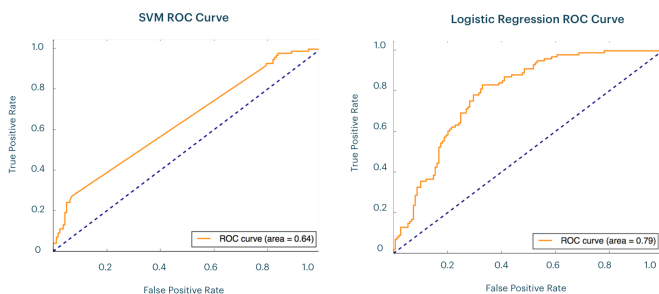 SVM ROC Curve
1.0
0.8
0.6
0.4
0.2
0
True Positive Rate
0.2
0.4
0.6
0.8
1.0
False Positive Rate
ROC curve (area = 0.64)
Logistic Regression ROC Curve
1.0
0.8
0.6
0.4
0.2
0
True Positive Rate
0.2
0.4
0.6
0.8
1.0
False Positive Rate
ROC curve (area = 0.79)